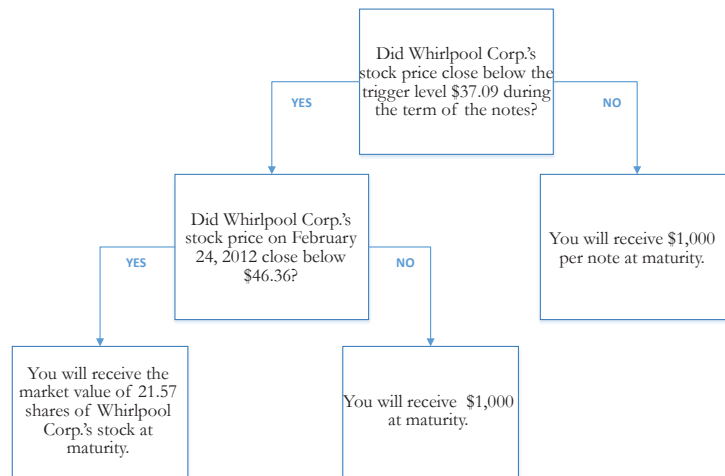 Did Whirlpool Corp.'s
stock price close below the
trigger level $37.09 during
the term of the notes?
YES
NO
Did Whirlpool Corp.'s
stock price on February
24, 2012 close below
$46.36?
You will receive $1,000
per note at maturity.
YES
NO
You will receive the
market value of 21.57
shares of Whirlpool
Corp.'s stock at
maturity.
You will receive $1,000
at maturity.